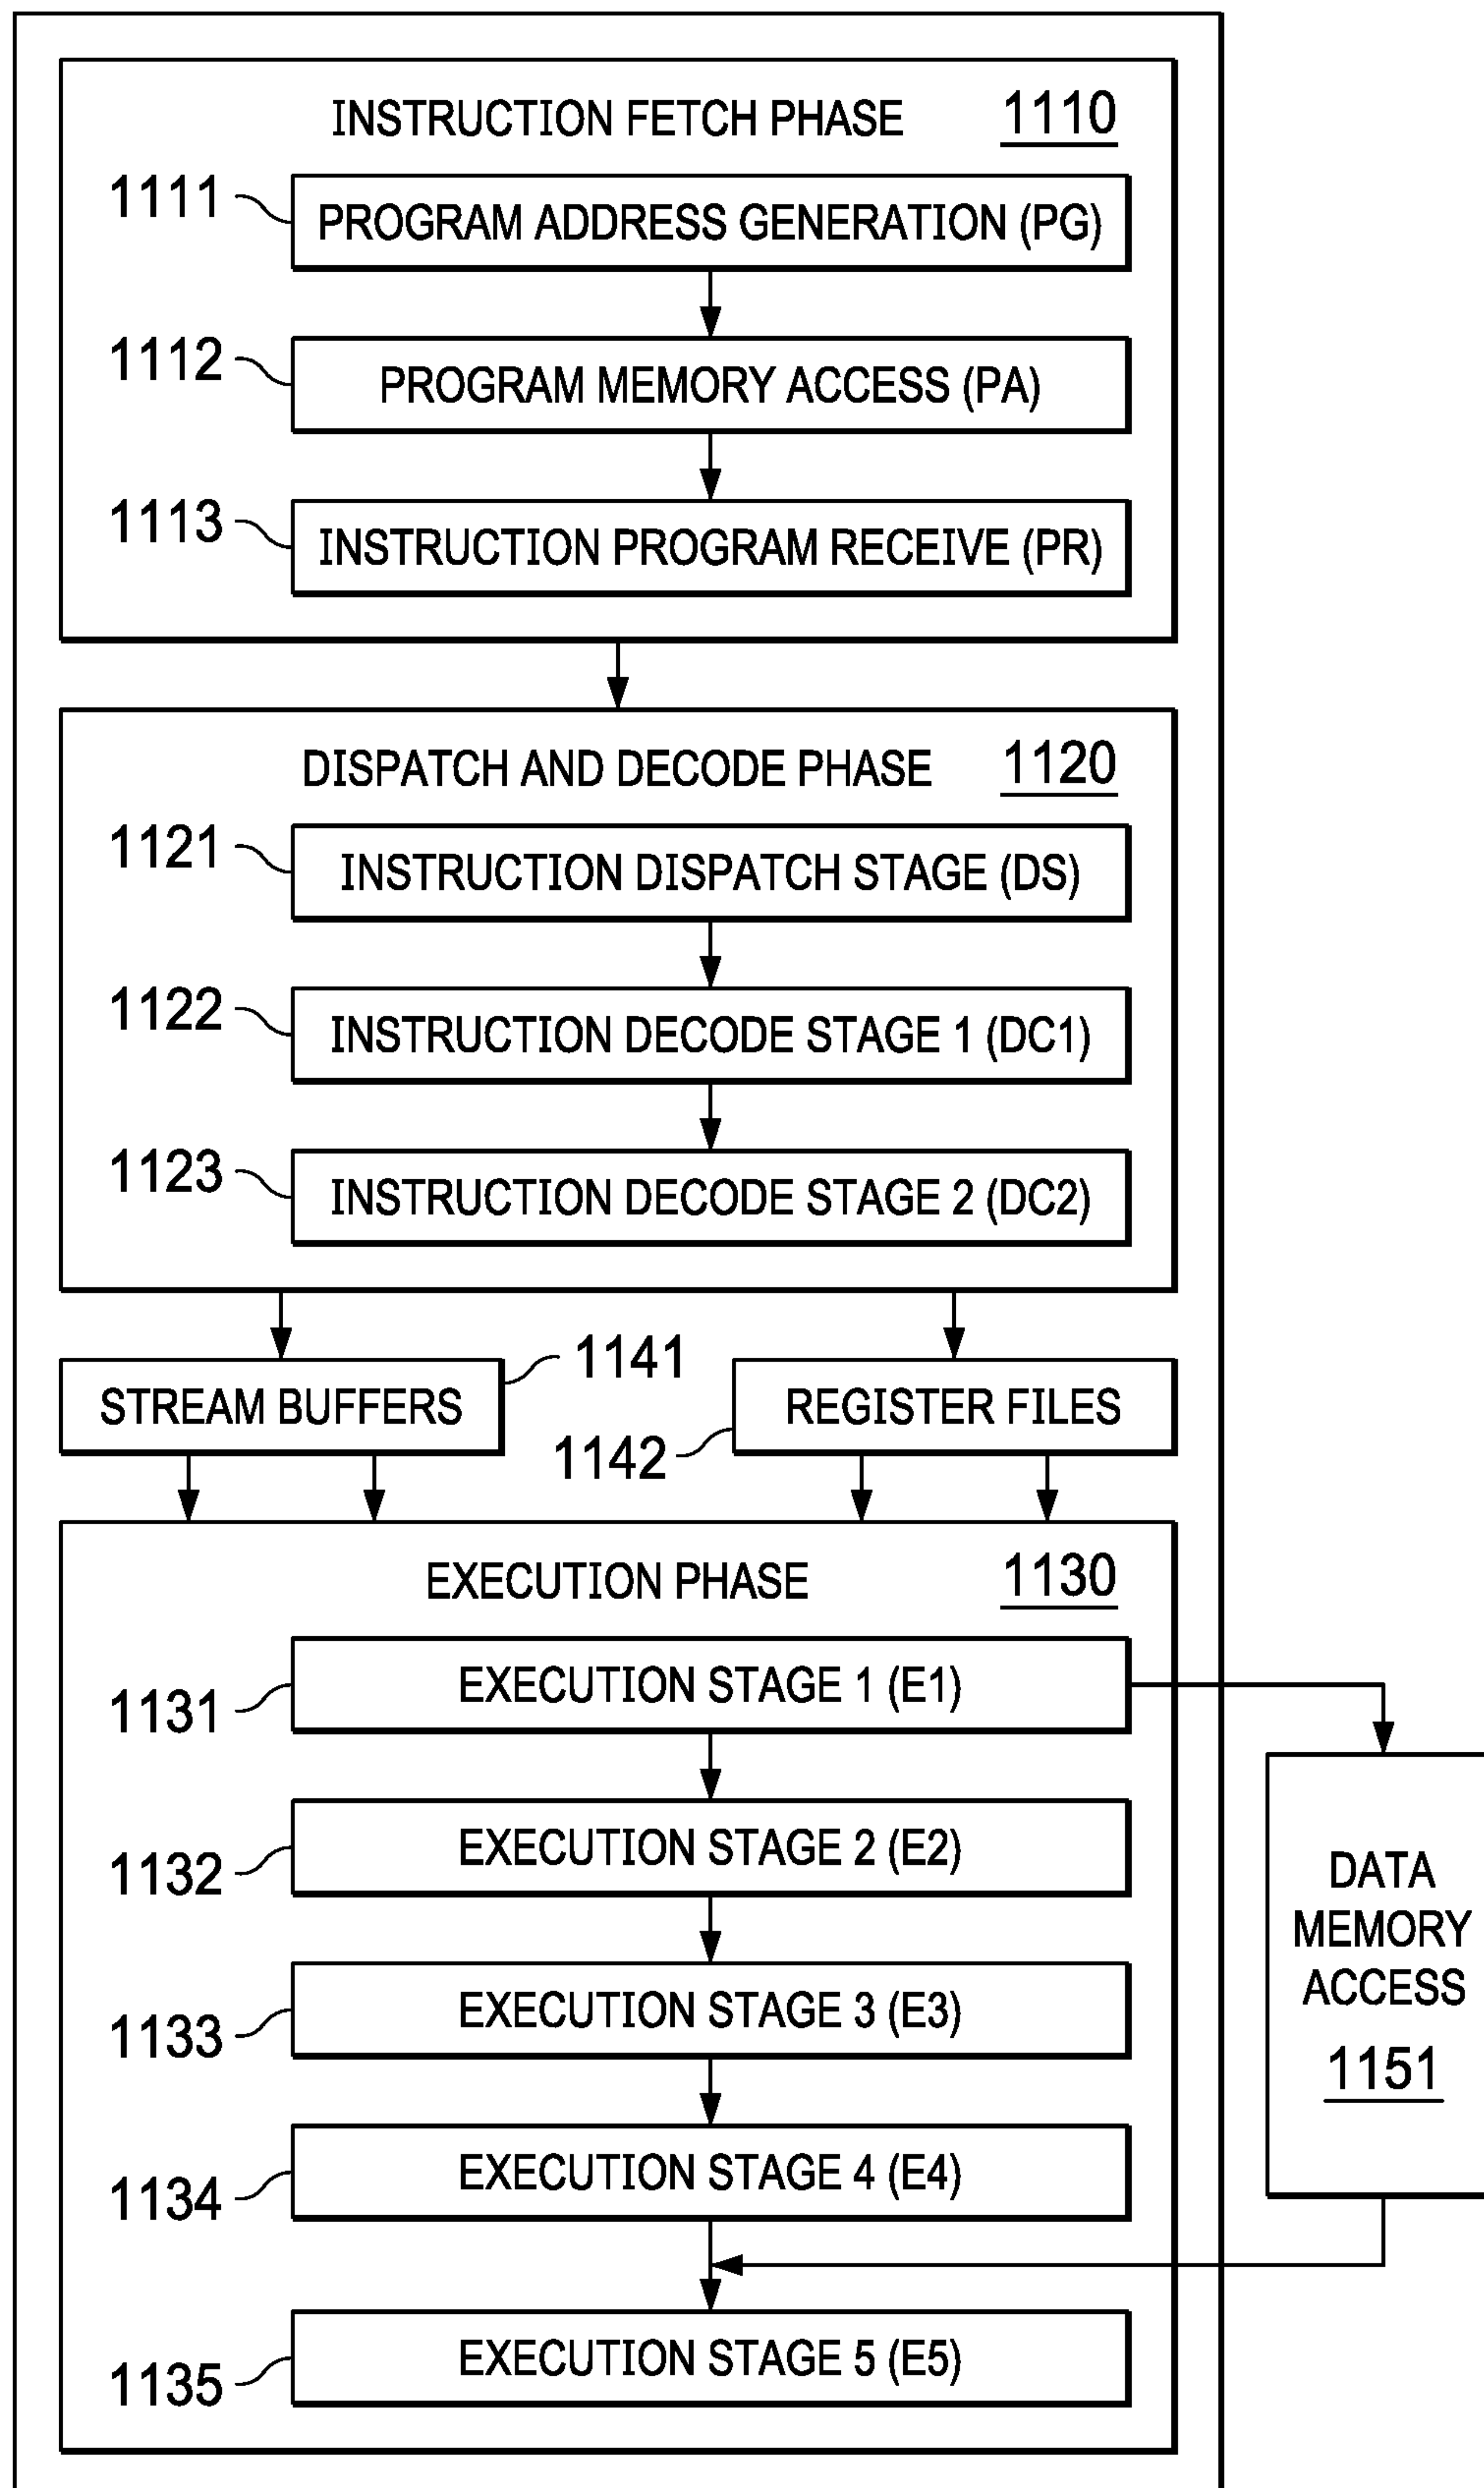 INSTRUCTION FETCH PHASE 1110
1111 PROGRAM ADDRESS GENERATION (PG)
1112 PROGRAM MEMORY ACCESS (PA)
1113 INSTRUCTION PROGRAM RECEIVE (PR)
DISPATCH AND DECODE PHASE 1120
1121 INSTRUCTION DISPATCH STAGE (DS)
1122 INSTRUCTION DECODE STAGE 1 (DC1)
1123 INSTRUCTION DECODE STAGE 2 (DC2)
STREAM BUFFERS 1141
1142 REGISTER FILES
EXECUTION PHASE 1130
1131 EXECUTION STAGE 1 (E1)
1132 EXECUTION STAGE 2 (E2)
1133 EXECUTION STAGE 3 (E3)
1134 EXECUTION STAGE 4 (E4)
1135 EXECUTION STAGE 5 (E5)
DATA
MEMORY
ACCESS
1151